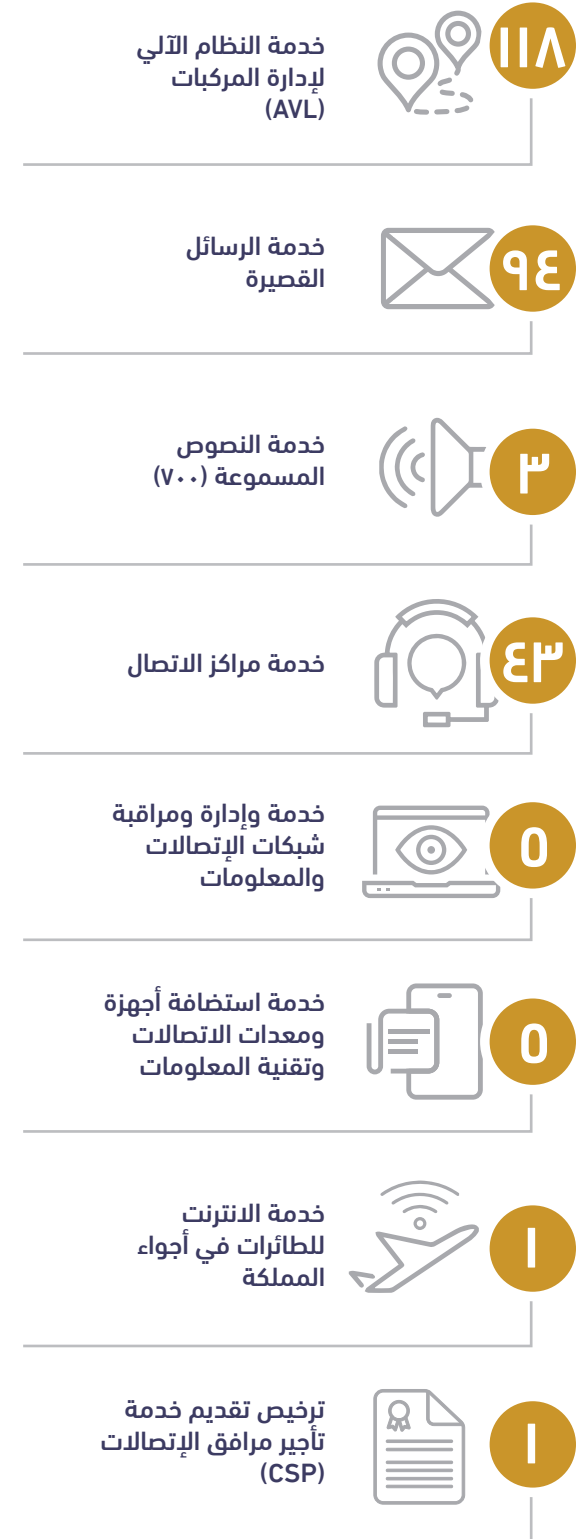 ١١٨
خدمة النظام الآلي
لإدارة المركبات
(AVL)
٩٤
خدمة الرسائل
القصيرة
٣
خدمة النصوص
المسموعة (٧٠٠)
٤٣
خدمة مراكز الاتصال
٥
خدمة وإدارة ومراقبة
شبكات الإتصالات
والمعلومات
٥
خدمة استضافة أجهزة
ومعدات الاتصالات
وتقنية المعلومات
١
خدمة الانترنت
للطائرات في أجواء
المملكة
١
ترخيص تقديم خدمة
تأجير مرافق الإتصالات
(CSP)